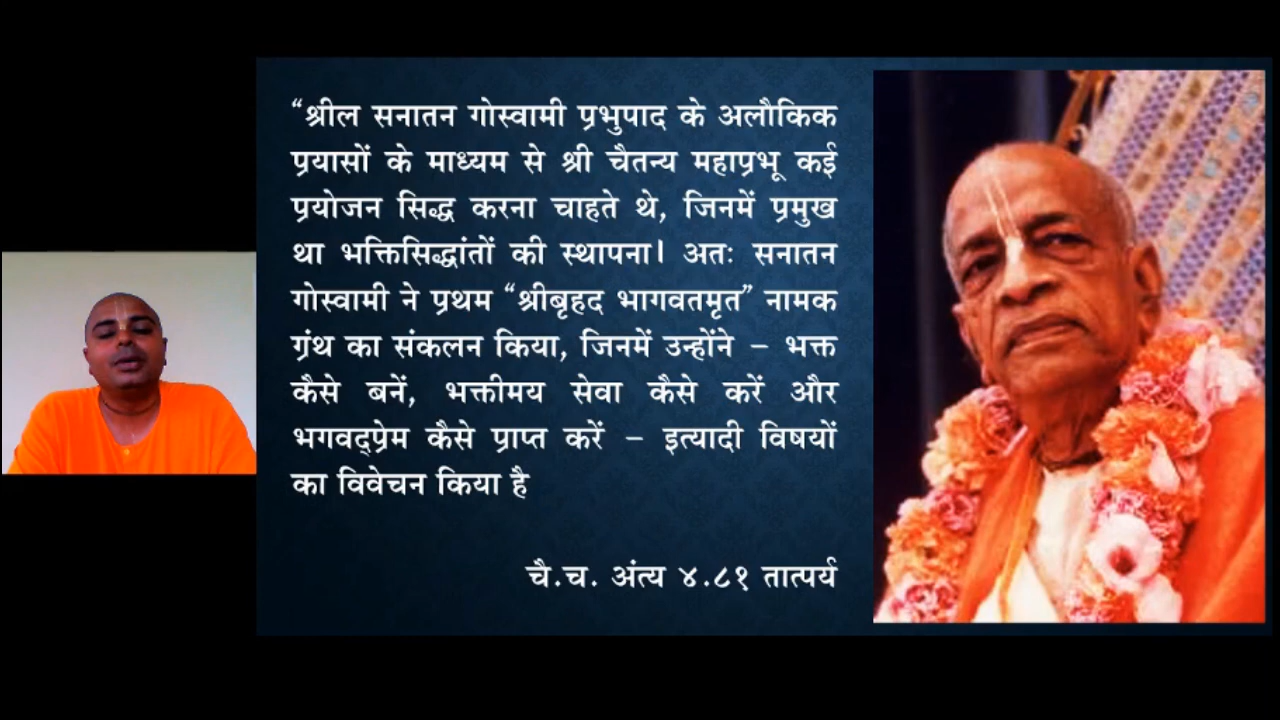 “श्रील सनातन गोस्वामी प्रभुपाद के अलौकिक
प्रयासों के माध्यम से श्री चैतन्य महाप्रभू कई
प्रयोजन सिद्ध करना चाहते थे, जिनमें प्रमुख
था भक्तिसिद्धांतों की स्थापना। अतः सनातन
गोस्वामी ने प्रथम “श्रीबृहद भागवतमृत” नामक
ग्रंथ का संकलन किया, जिनमें उन्होंने – भक्त
कैसे बनें, भक्तीमय सेवा कैसे करें और
भगवद्प्रेम कैसे प्राप्त करें – इत्यादी विषयों
का विवेचन किया है
चै.च. अंत्य ४.८१ तात्पर्य